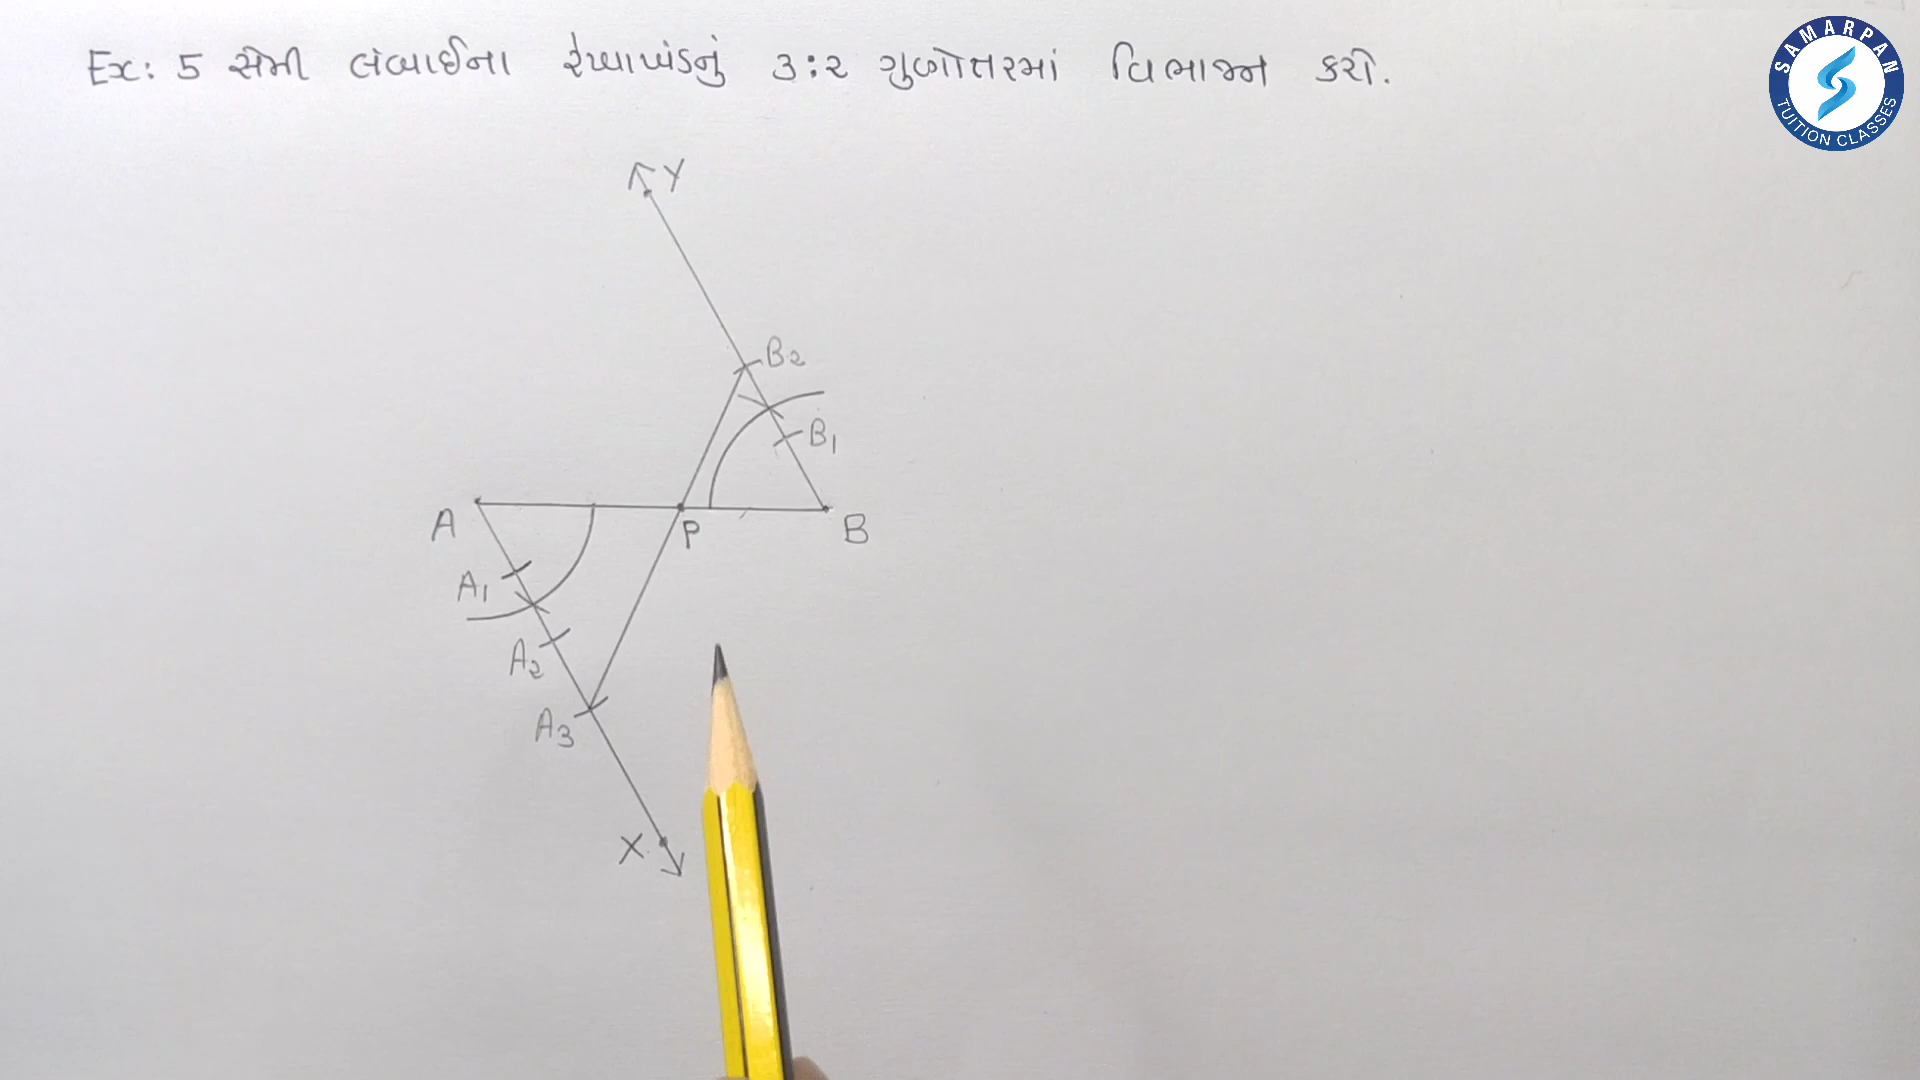 Ex: 5 સેમી લંબાઈના રેખાખંડનું ૩:૨ ગુણોત્તરમાં વિભાજન કરો.
SAMARPAN
TUITION CLASSES
Y
B₂
B₁
A
P
B
A₁
A₂
A₃
X